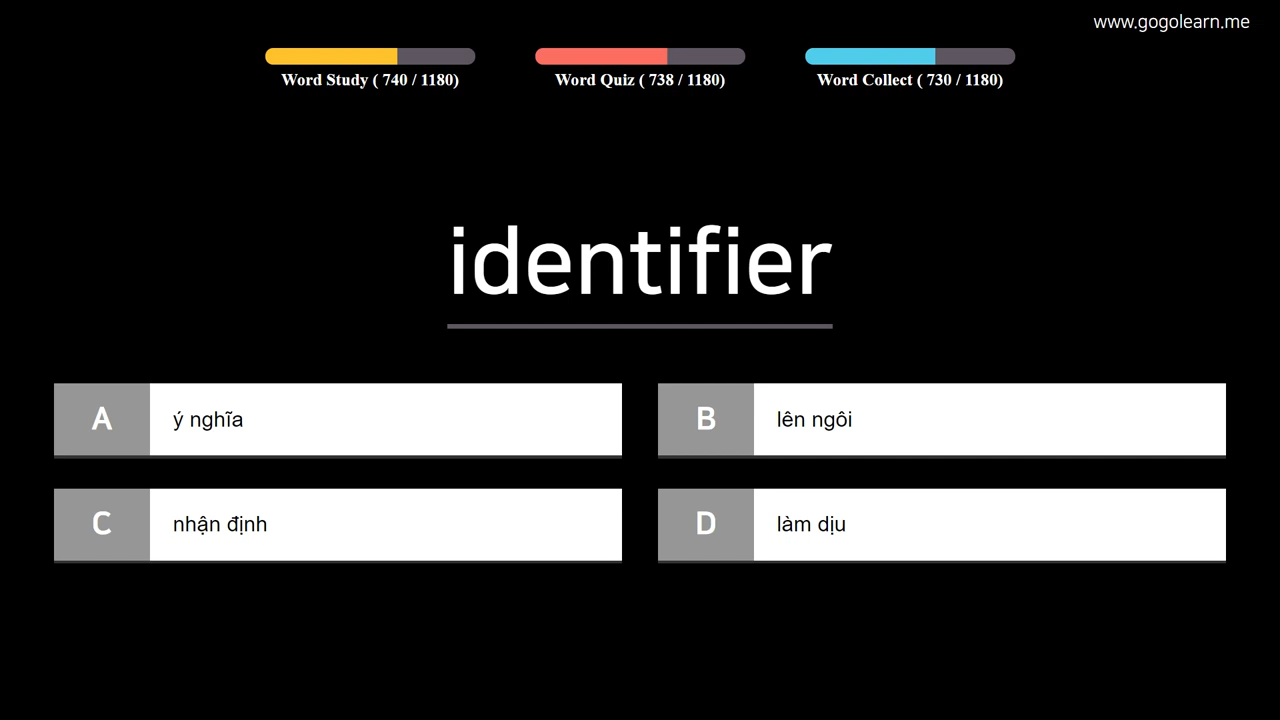 www.gogolearn.me
Word Study ( 740 / 1180)
Word Quiz ( 738 / 1180)
Word Collect ( 730 / 1180)
identifier
A ý nghĩa
B lên ngôi
C nhận định
D làm dịu